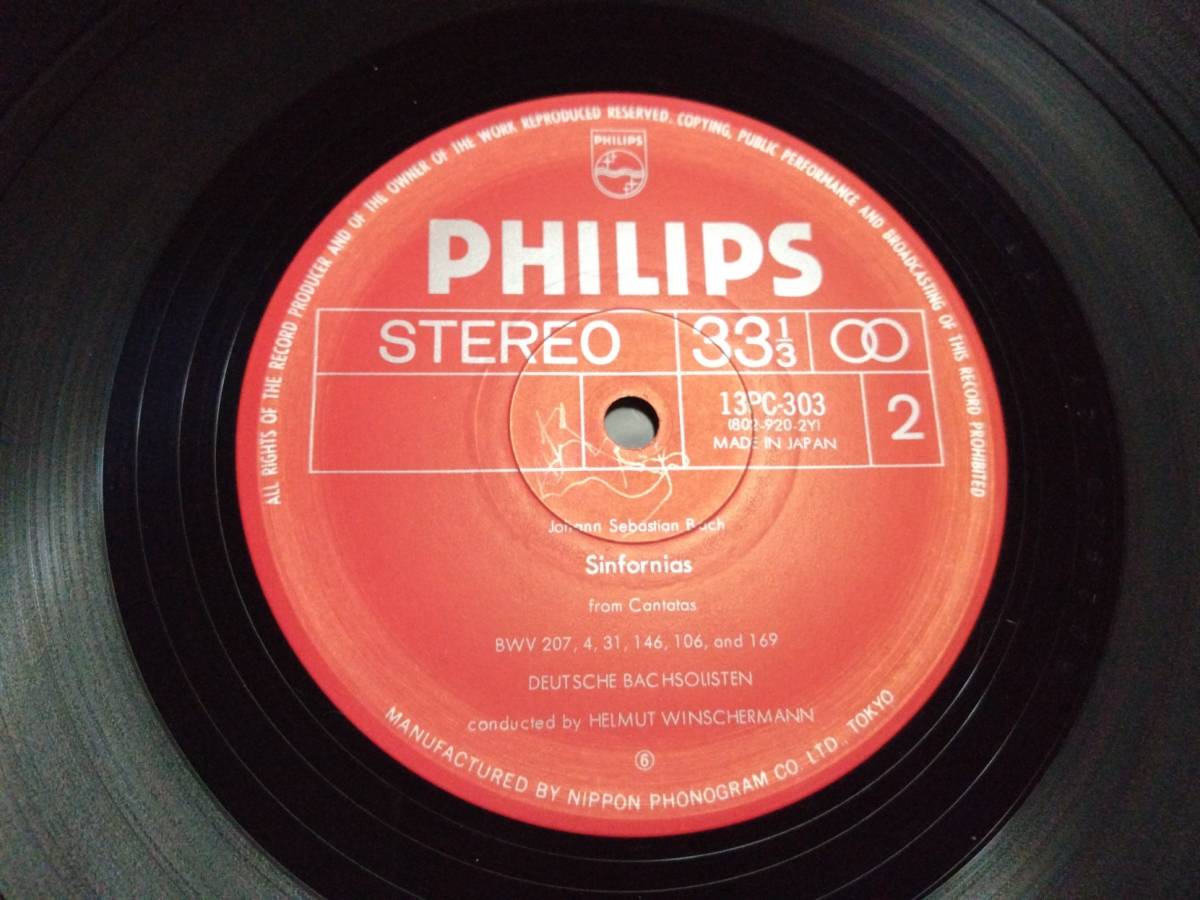 ALL RIGHTS OF THE RECORD PRODUCER AND OF THE OWNER OF THE WORK REPRODUCED RESERVED. COPYING, PUBLIC PERFORMANCE AND BROADCASTING OF THIS RECORD PROHIBITED
PHILIPS
PHILIPS
STEREO 33 1/3
13PC-303
(802-920-2Y)
MADE IN JAPAN
2
Johann Sebastian Bach
Sinfornias
from Cantatas
BWV 207, 4, 31, 146, 106, and 169
DEUTSCHE BACHSOLISTEN
conducted by HELMUT WINSCHERMANN
⑥
MANUFACTURED BY NIPPON PHONOGRAM CO. LTD., TOKYO